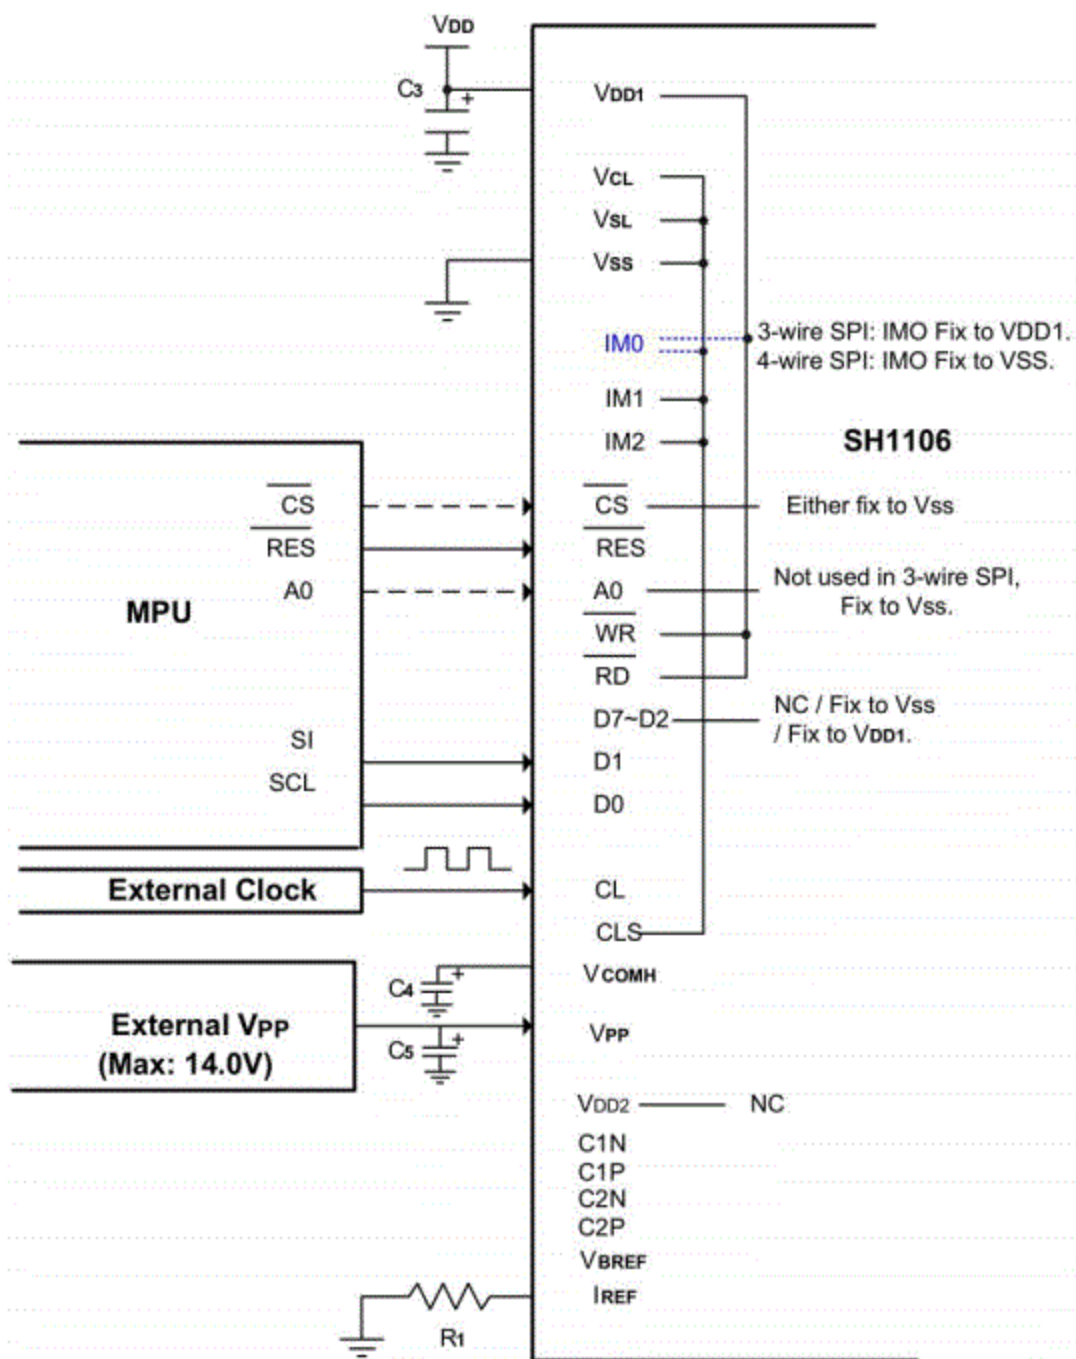 VDD
C3
+
VDD1
VCL
VSL
VSS
IM0
3-wire SPI: IMO Fix to VDD1.
4-wire SPI: IMO Fix to VSS.
IM1
IM2
SH1106
CS
CS
Either fix to Vss
RES
RES
A0
A0
Not used in 3-wire SPI,
Fix to Vss.
MPU
WR
RD
D7~D2
NC / Fix to Vss
/ Fix to VDD1.
SI
D1
SCL
D0
External Clock
CL
CLS
C4
+
VCOMH
External VPP
(Max: 14.0V)
C5
+
VPP
VDD2
NC
C1N
C1P
C2N
C2P
VBREF
IREF
R1